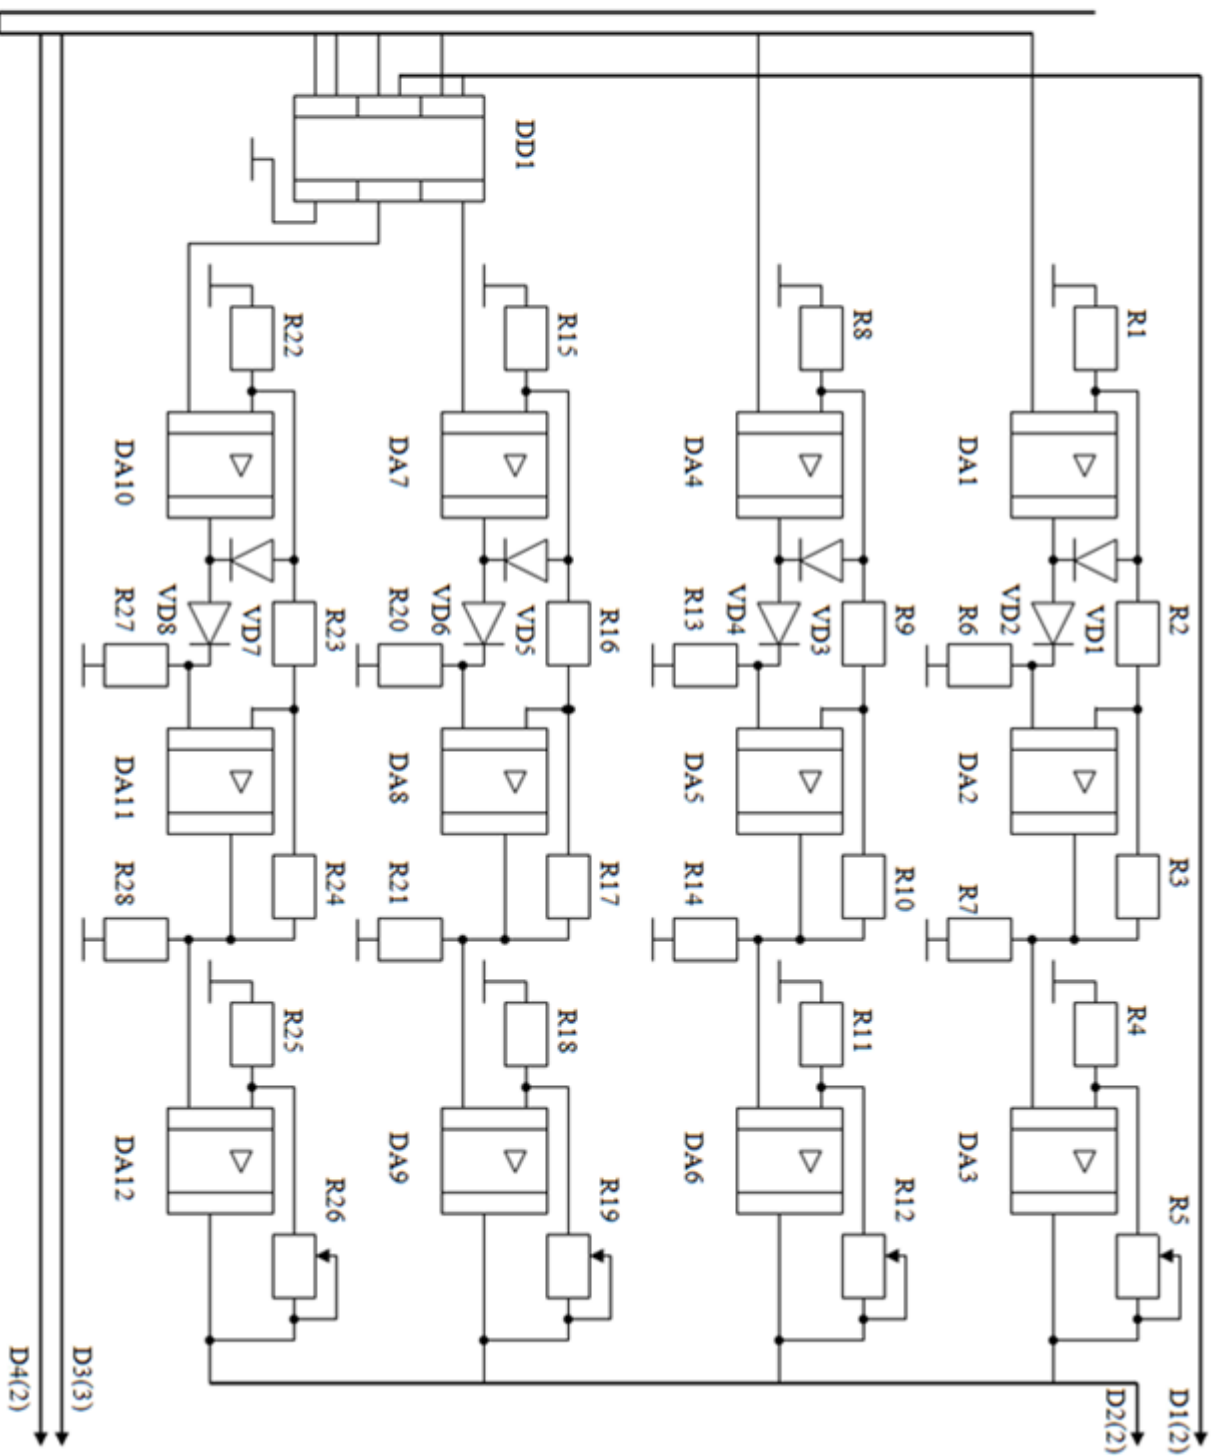 R1
R2
R3
R4
R5
D1(2)
D2(2)
DA1
VD1
VD2
R6
DA2
R7
DA3
R8
R9
R10
R11
R12
DA4
VD3
VD4
R13
DA5
R14
DA6
DD1
R15
R16
R17
R18
R19
DA7
VD5
VD6
R20
DA8
R21
DA9
R22
R23
R24
R25
R26
DA10
VD7
VD8
R27
DA11
R28
DA12
D3(3)
D4(2)